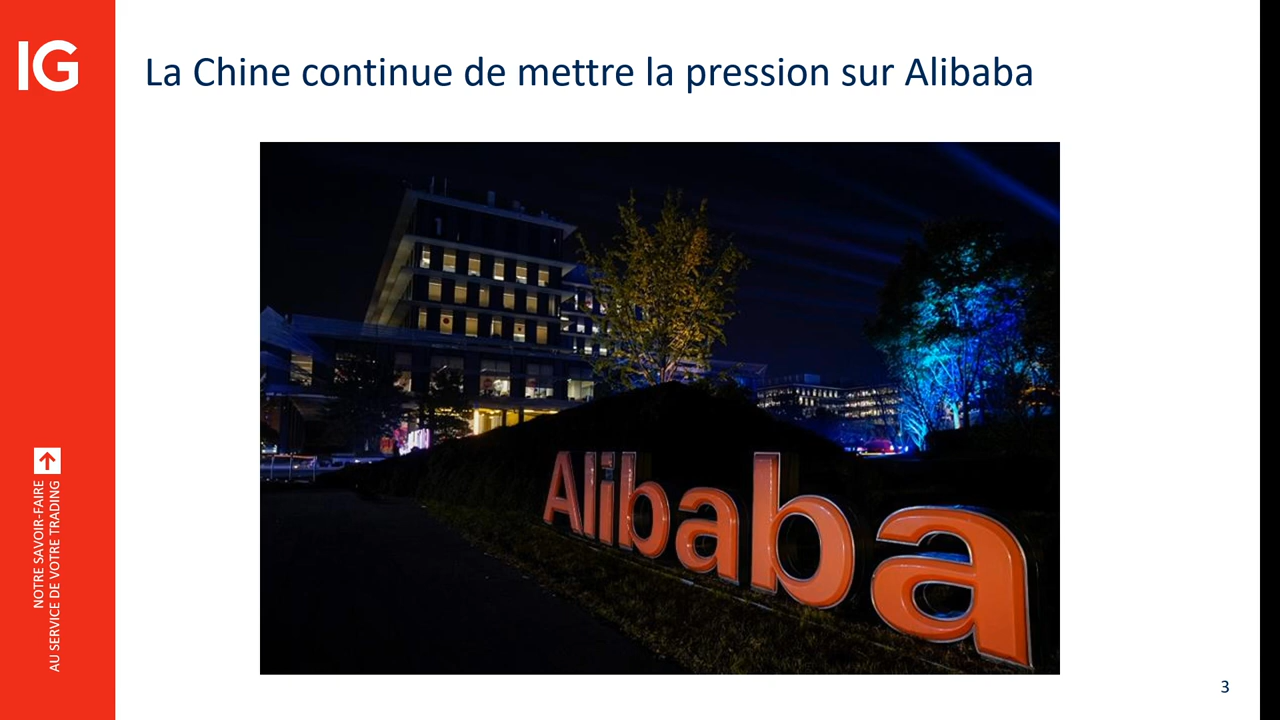 IG
La Chine continue de mettre la pression sur Alibaba
Alibaba
NOTRE SAVOIR-FAIRE
AU SERVICE DE VOTRE TRADING
3